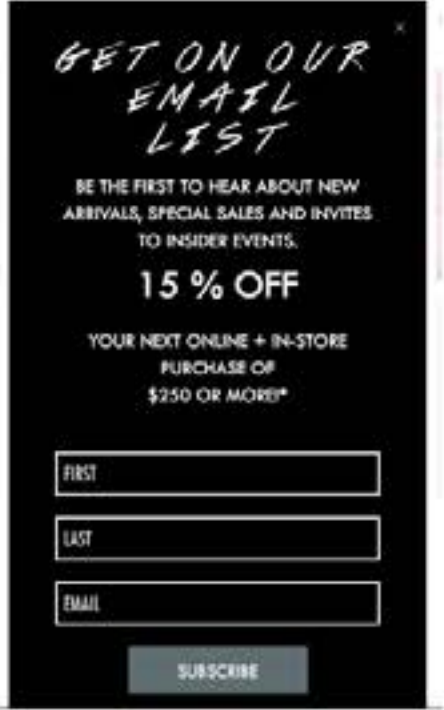 GET ON OUR
EMAIL
LIST
BE THE FIRST TO HEAR ABOUT NEW
ARRIVALS, SPECIAL SALES AND INVITES
TO INSIDER EVENTS.
15 % OFF
YOUR NEXT ONLINE + IN-STORE
PURCHASE OF
$250 OR MORE!*
FIRST
LAST
EMAIL
SUBSCRIBE